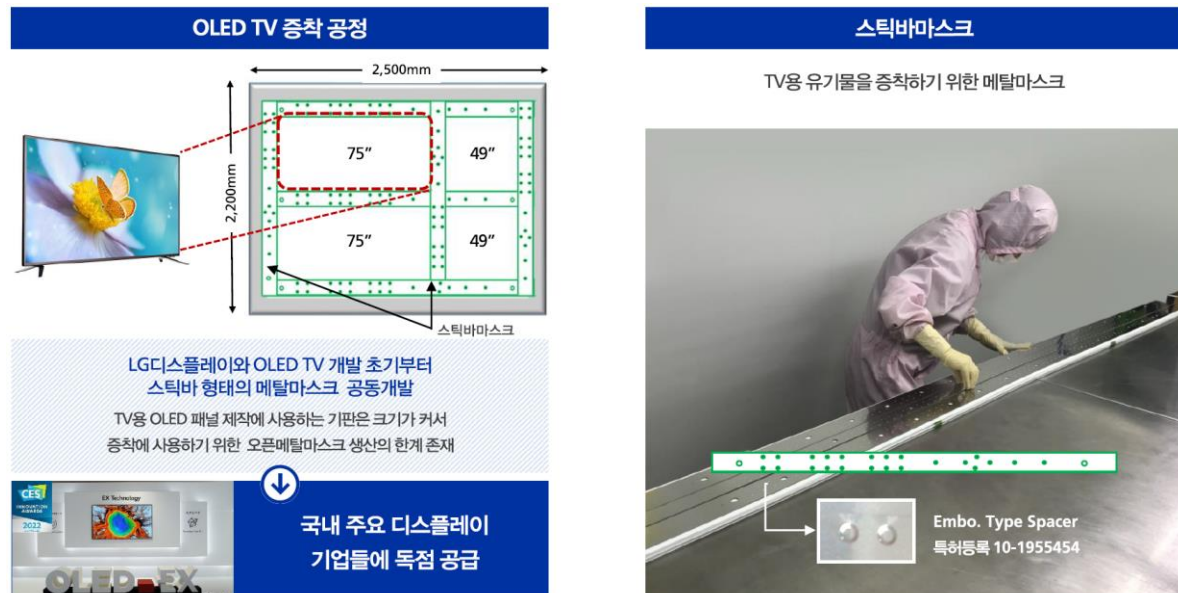 OLED TV 증착 공정
2,500mm
2,200mm
75”
49”
75”
49”
스틱바마스크
LG디스플레이와 OLED TV 개발 초기부터
스틱바 형태의 메탈마스크 공동개발
TV용 OLED 패널 제작에 사용하는 기판은 크기가 커서
증착에 사용하기 위한 오픈메탈마스크 생산의 한계 존재
CES
INNOVATION
AWARDS
2022
EX Technology
OLED-EX
국내 주요 디스플레이
기업들에 독점 공급
스틱바마스크
TV용 유기물을 증착하기 위한 메탈마스크
Embo. Type Spacer
특허등록 10-1955454